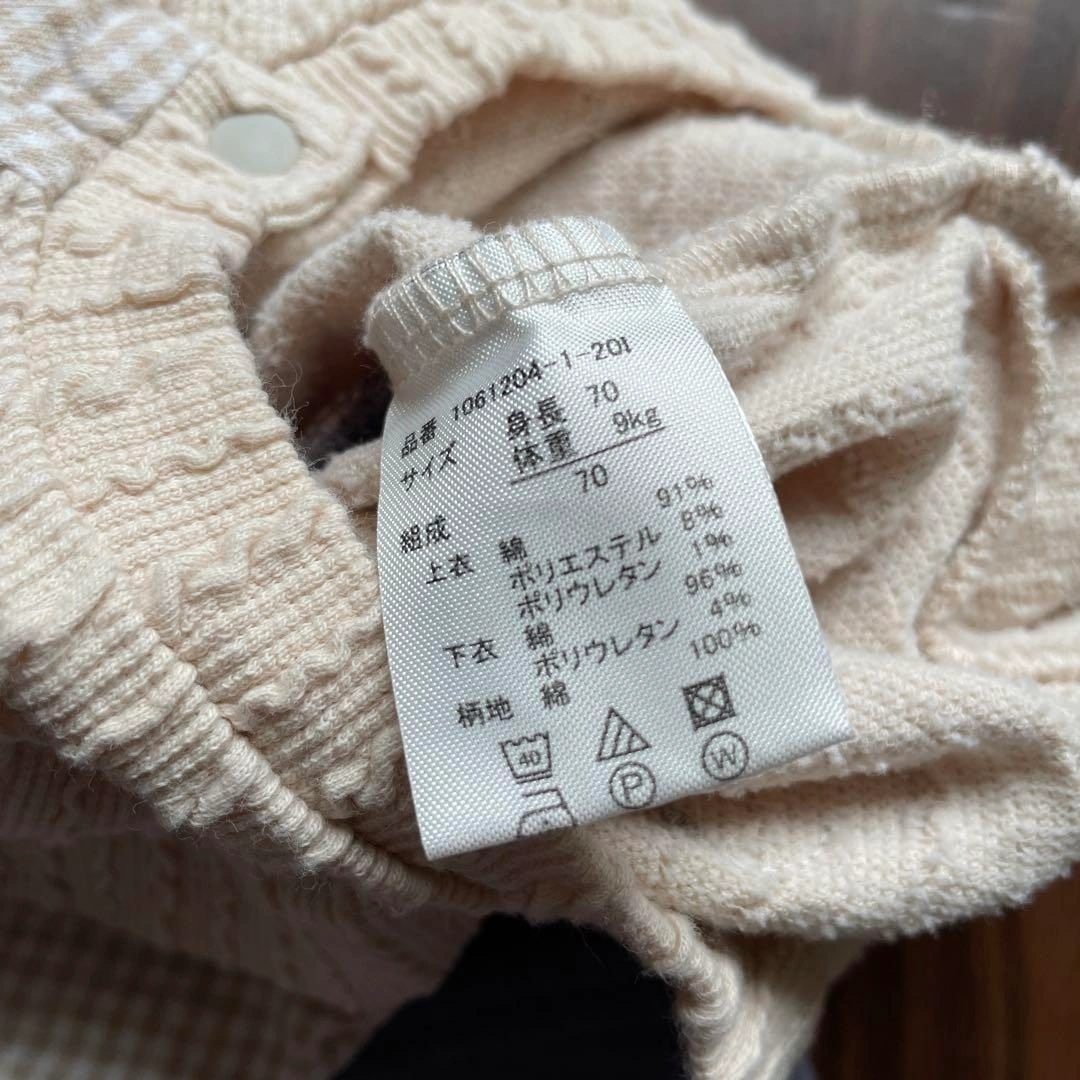 品番 1061204-1-201
サイズ 身長 70
体重 9kg
70
組成
上衣 綿 91%
ポリエステル 8%
ポリウレタン 1%
下衣 綿 96%
ポリウレタン 4%
柄地 綿 100%
40
P W